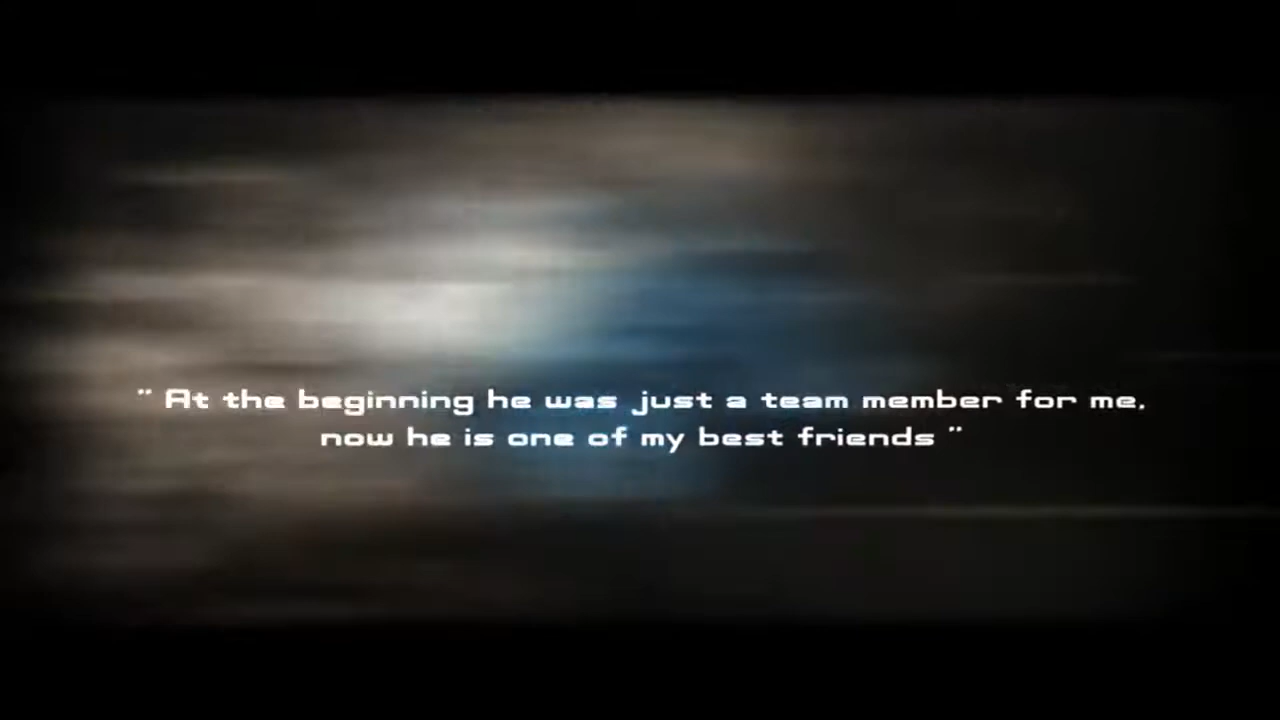 " At the beginning he was just a team member for me,
now he is one of my best friends "